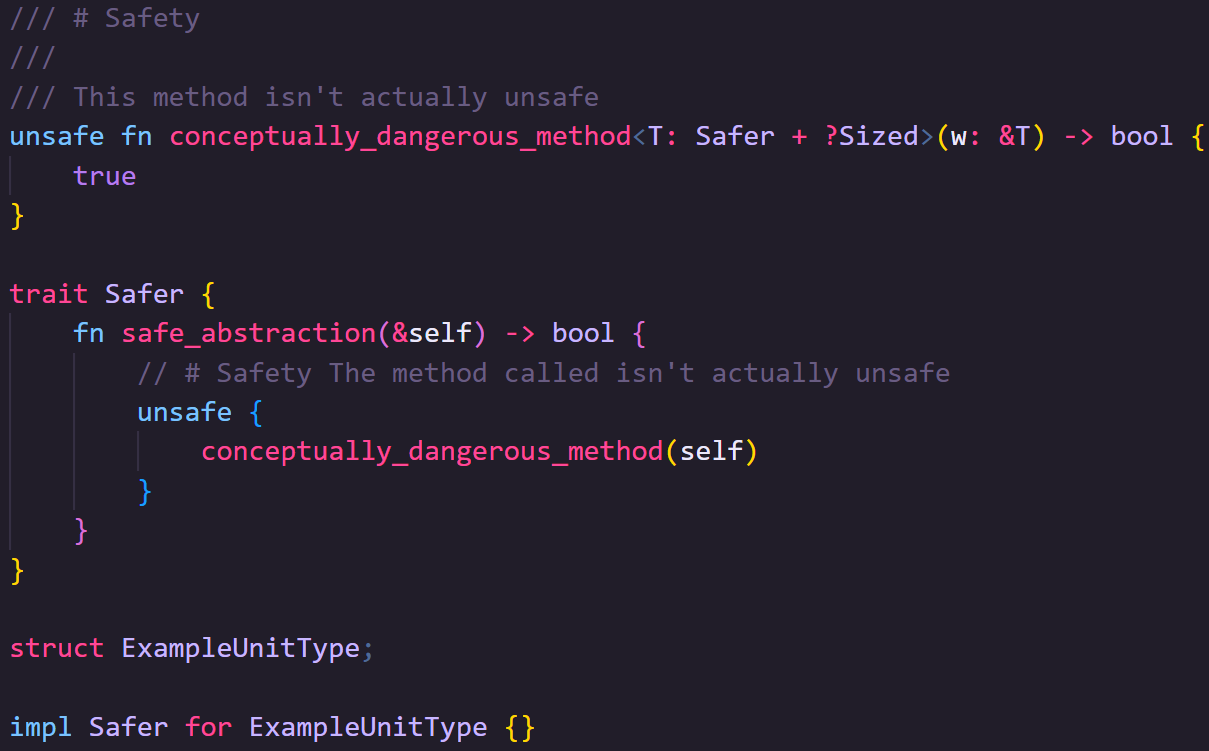 /// # Safety
///
/// This method isn't actually unsafe
unsafe fn conceptually_dangerous_method<T: Safer + ?Sized>(w: &T) -> bool {
    true
}

trait Safer {
    fn safe_abstraction(&self) -> bool {
        // # Safety The method called isn't actually unsafe
        unsafe {
            conceptually_dangerous_method(self)
        }
    }
}

struct ExampleUnitType;

impl Safer for ExampleUnitType {}